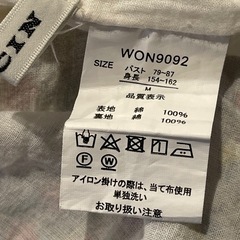 CIN
WON9092
SIZE バスト 79-87
身長 154-162
M
品質表示
表地 綿 100%
裏地 綿 100%
P W
アイロン掛けの際は、当て布使用
単独洗い
お取り扱い注意